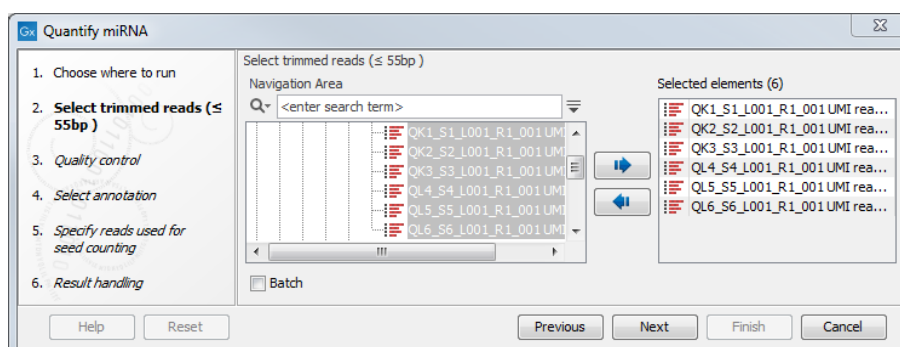 Gx Quantify miRNA
1. Choose where to run
2. Select trimmed reads (≤
55bp )
3. Quality control
4. Select annotation
5. Specify reads used for
seed counting
6. Result handling
Select trimmed reads (≤ 55bp )
Navigation Area
<enter search term>
QK1_S1_L001_R1_001 UMI
QK2_S2_L001_R1_001 UMI
QK3_S3_L001_R1_001 UMI
QL4_S4_L001_R1_001 UMI
QL5_S5_L001_R1_001 UMI
QL6_S6_L001_R1_001 UMI
Batch
Selected elements (6)
QK1_S1_L001_R1_001 UMI rea...
QK2_S2_L001_R1_001 UMI rea...
QK3_S3_L001_R1_001 UMI rea...
QL4_S4_L001_R1_001 UMI rea...
QL5_S5_L001_R1_001 UMI rea...
QL6_S6_L001_R1_001 UMI rea...
Help Reset Previous Next Finish Cancel